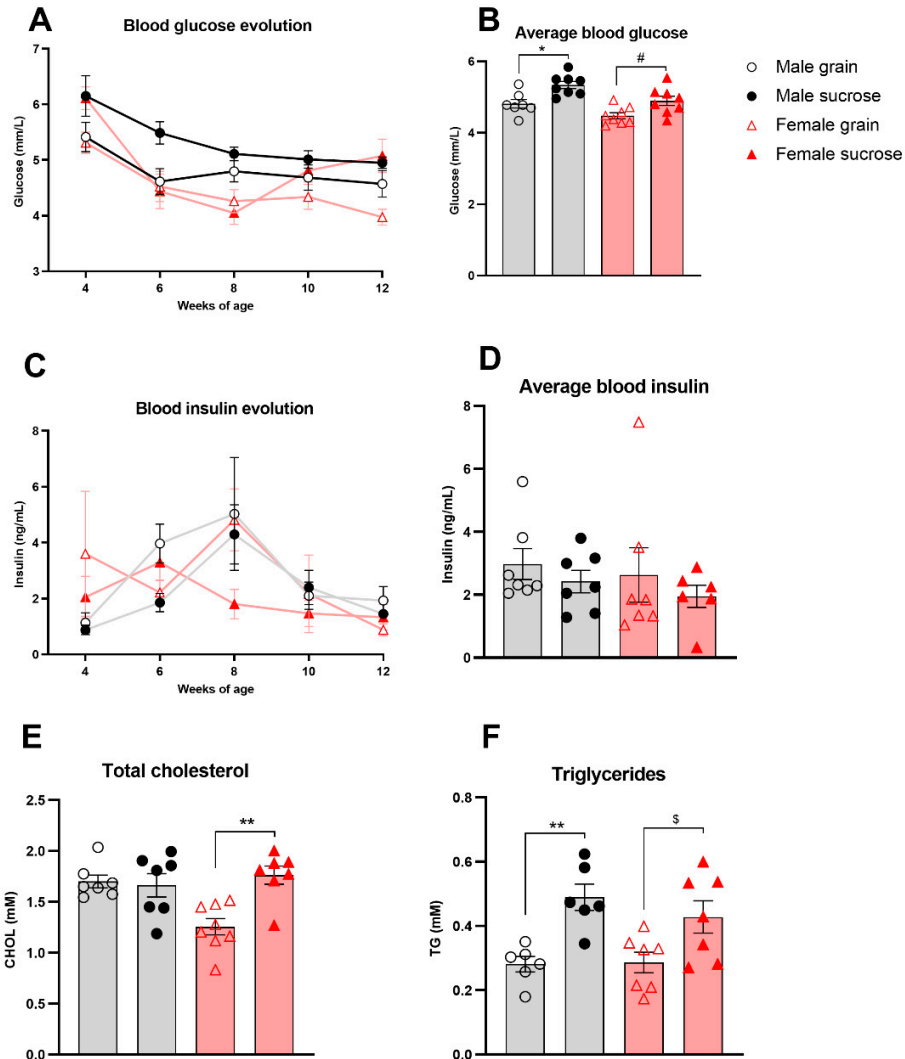 A
Blood glucose evolution
7
6
5
4
3
Glucose (mm/L)
4 6 8 10 12
Weeks of age
B
Average blood glucose
* #
6
4
2
0
Glucose (mm/L)
Male grain
Male sucrose
Female grain
Female sucrose
C
Blood insulin evolution
8
6
4
2
0
Insulin (ng/mL)
4 6 8 10 12
Weeks of age
D
Average blood insulin
8
6
4
2
0
Insulin (ng/mL)
E
Total cholesterol
**
2.5
2.0
1.5
1.0
0.5
0.0
CHOL (mM)
F
Triglycerides
** $
0.8
0.6
0.4
0.2
0.0
TG (mM)